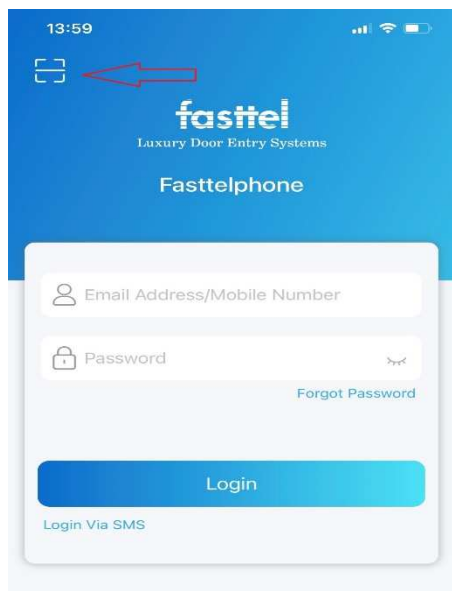 13:59
fasttel
Luxury Door Entry Systems
Fasttelphone
Email Address/Mobile Number
Password
Forgot Password
Login
Login Via SMS